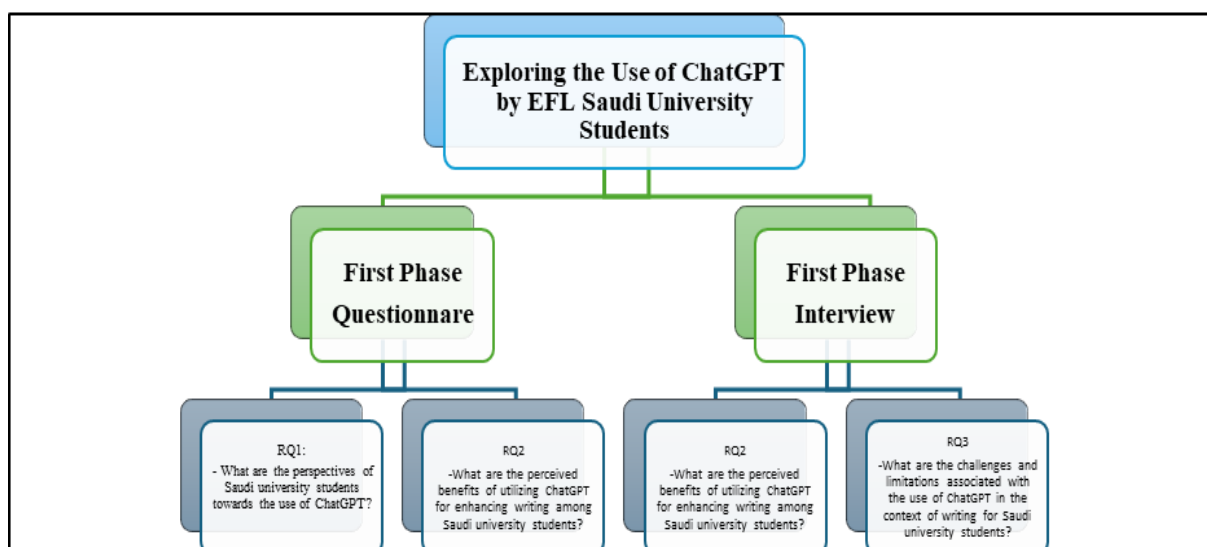 Exploring the Use of ChatGPT
by EFL Saudi University
Students
First Phase
Questionnare
First Phase
Interview
RQ1:
- What are the perspectives of
Saudi university students
towards the use of ChatGPT?
RQ2
-What are the perceived
benefits of utilizing ChatGPT
for enhancing writing among
Saudi university students?
RQ2
-What are the perceived
benefits of utilizing ChatGPT
for enhancing writing among
Saudi university students?
RQ3
-What are the challenges and
limitations associated with
the use of ChatGPT in the
context of writing for Saudi
university students?